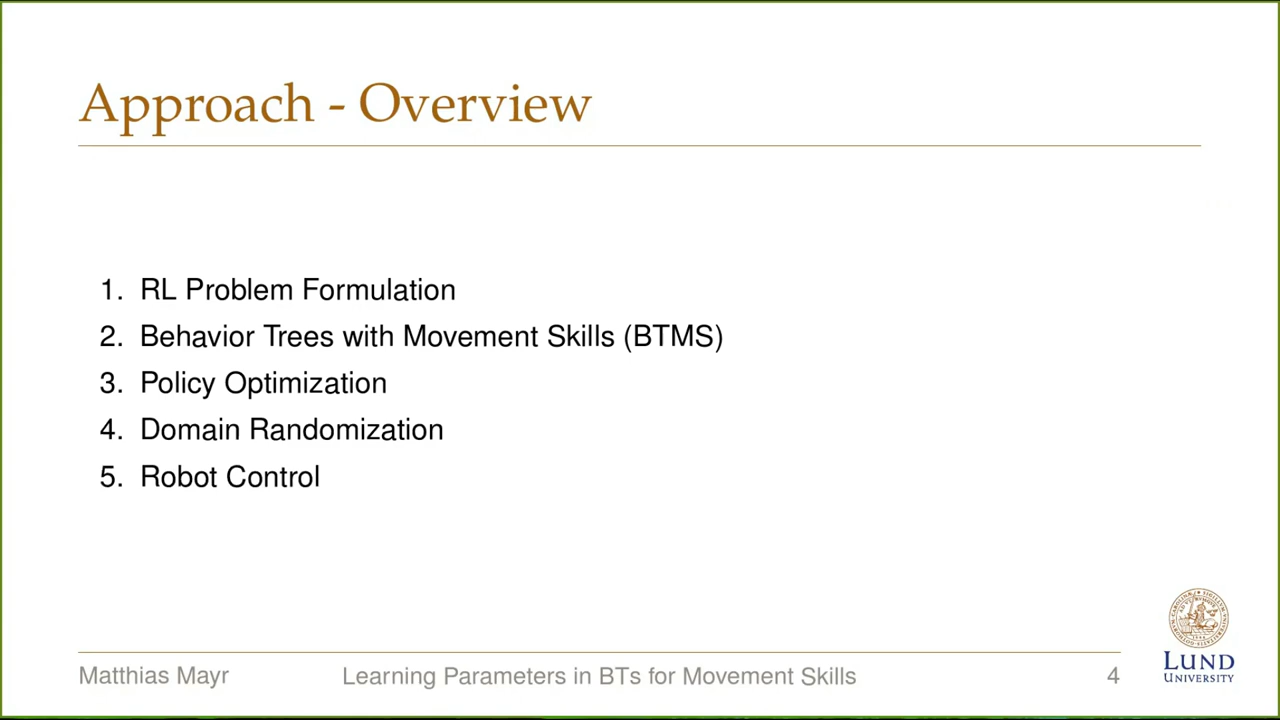 Approach - Overview
1. RL Problem Formulation
2. Behavior Trees with Movement Skills (BTMS)
3. Policy Optimization
4. Domain Randomization
5. Robot Control
Matthias Mayr
Learning Parameters in BTs for Movement Skills
4
LUND
UNIVERSITY